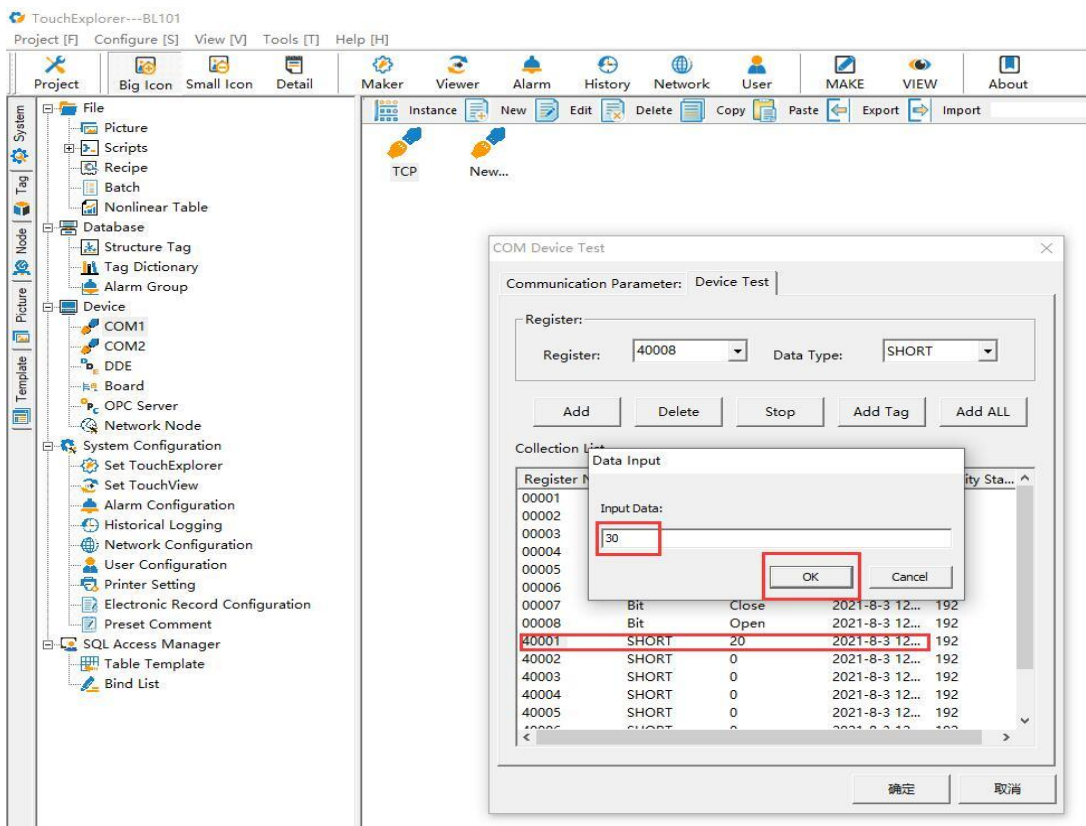 TouchExplorer---BL101
Project [F] Configure [S] View [V] Tools [T] Help [H]
Project Big Icon Small Icon Detail Maker Viewer Alarm History Network User MAKE VIEW About
Instance New Edit Delete Copy Paste Export Import
System
Tag
Node
Picture
Template
File
Picture
Scripts
Recipe
Batch
Nonlinear Table
Database
Structure Tag
Tag Dictionary
Alarm Group
Device
COM1
COM2
DDE
Board
OPC Server
Network Node
System Configuration
Set TouchExplorer
Set TouchView
Alarm Configuration
Historical Logging
Network Configuration
User Configuration
Printer Setting
Electronic Record Configuration
Preset Comment
SQL Access Manager
Table Template
Bind List
TCP New...
COM Device Test
Communication Parameter: Device Test
Register:
Register: 40008 Data Type: SHORT
Add Delete Stop Add Tag Add ALL
Collection
Data Input
Input Data:
30
OK Cancel
Register ity Sta...
00001
00002
00003
00004
00005
00006
00007 Bit Close 2021-8-3 12... 192
00008 Bit Open 2021-8-3 12... 192
40001 SHORT 20 2021-8-3 12... 192
40002 SHORT 0 2021-8-3 12... 192
40003 SHORT 0 2021-8-3 12... 192
40004 SHORT 0 2021-8-3 12... 192
40005 SHORT 0 2021-8-3 12... 192
确定 取消